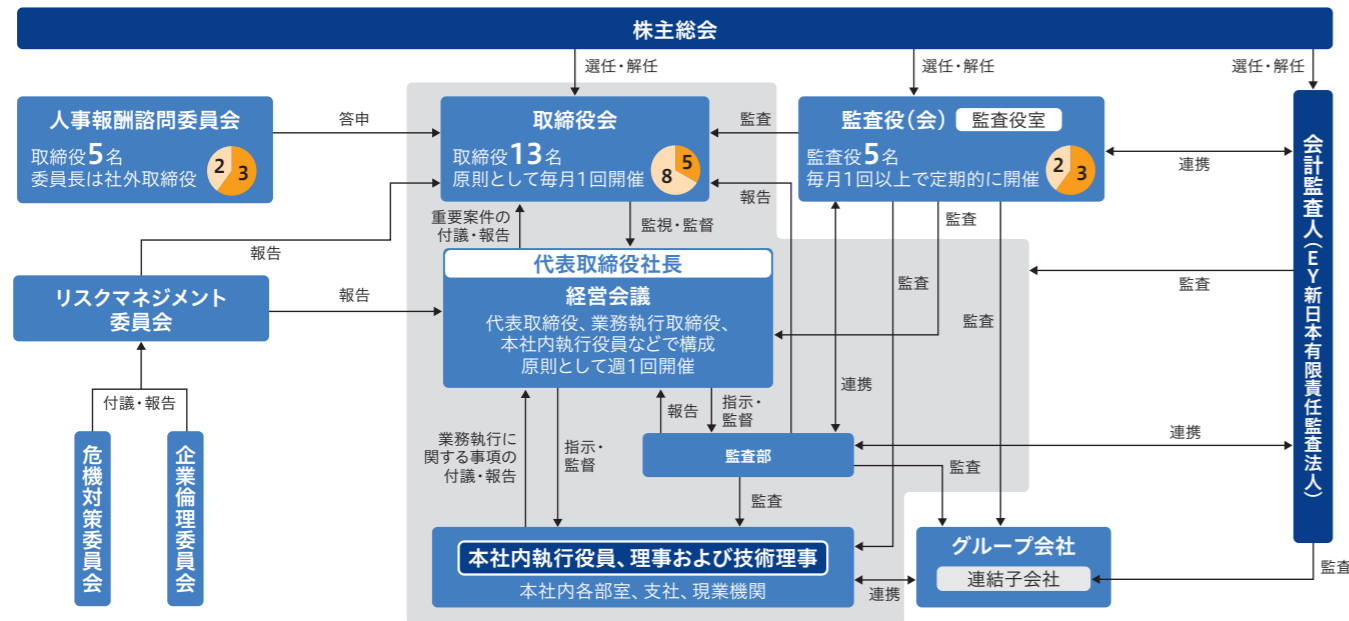 株主総会
選任・解任
選任・解任
選任・解任
人事報酬諮問委員会
取締役5名
委員長は社外取締役
2
3
答申
取締役会
取締役13名
原則として毎月1回開催
5
8
監査
監査役(会)
監査役室
監査役5名
毎月1回以上で定期的に開催
2
3
連携
会計監査人(EY新日本有限責任監査法人)
報告
重要案件の
付議・報告
監視・監督
報告
監査
代表取締役社長
経営会議
代表取締役、業務執行取締役、
本社内執行役員などで構成
原則として週1回開催
リスクマネジメント
委員会
報告
監査
監査
監査
付議・報告
危機対策委員会
企業倫理委員会
業務執行に
関する事項の
付議・報告
指示・
監督
報告
指示・
監督
連携
監査部
連携
監査
監査
本社内執行役員、理事および技術理事
本社内各部室、支社、現業機関
連携
グループ会社
連結子会社
監査